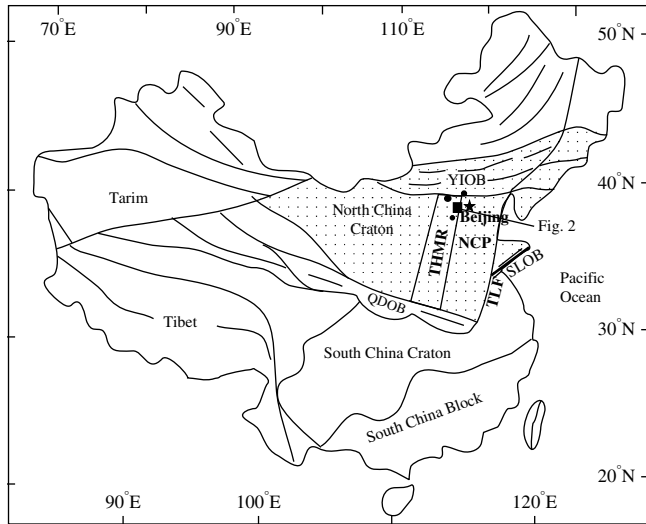 70°E 90°E 110°E
50°N
YIOB
40°N
Tarim
North China
Craton
Beijing
Fig. 2
THMR
NCP
TLF
SLOB
Pacific
Ocean
QDOB
Tibet
30°N
South China Craton
South China Block
20°N
90°E 100°E 120°E